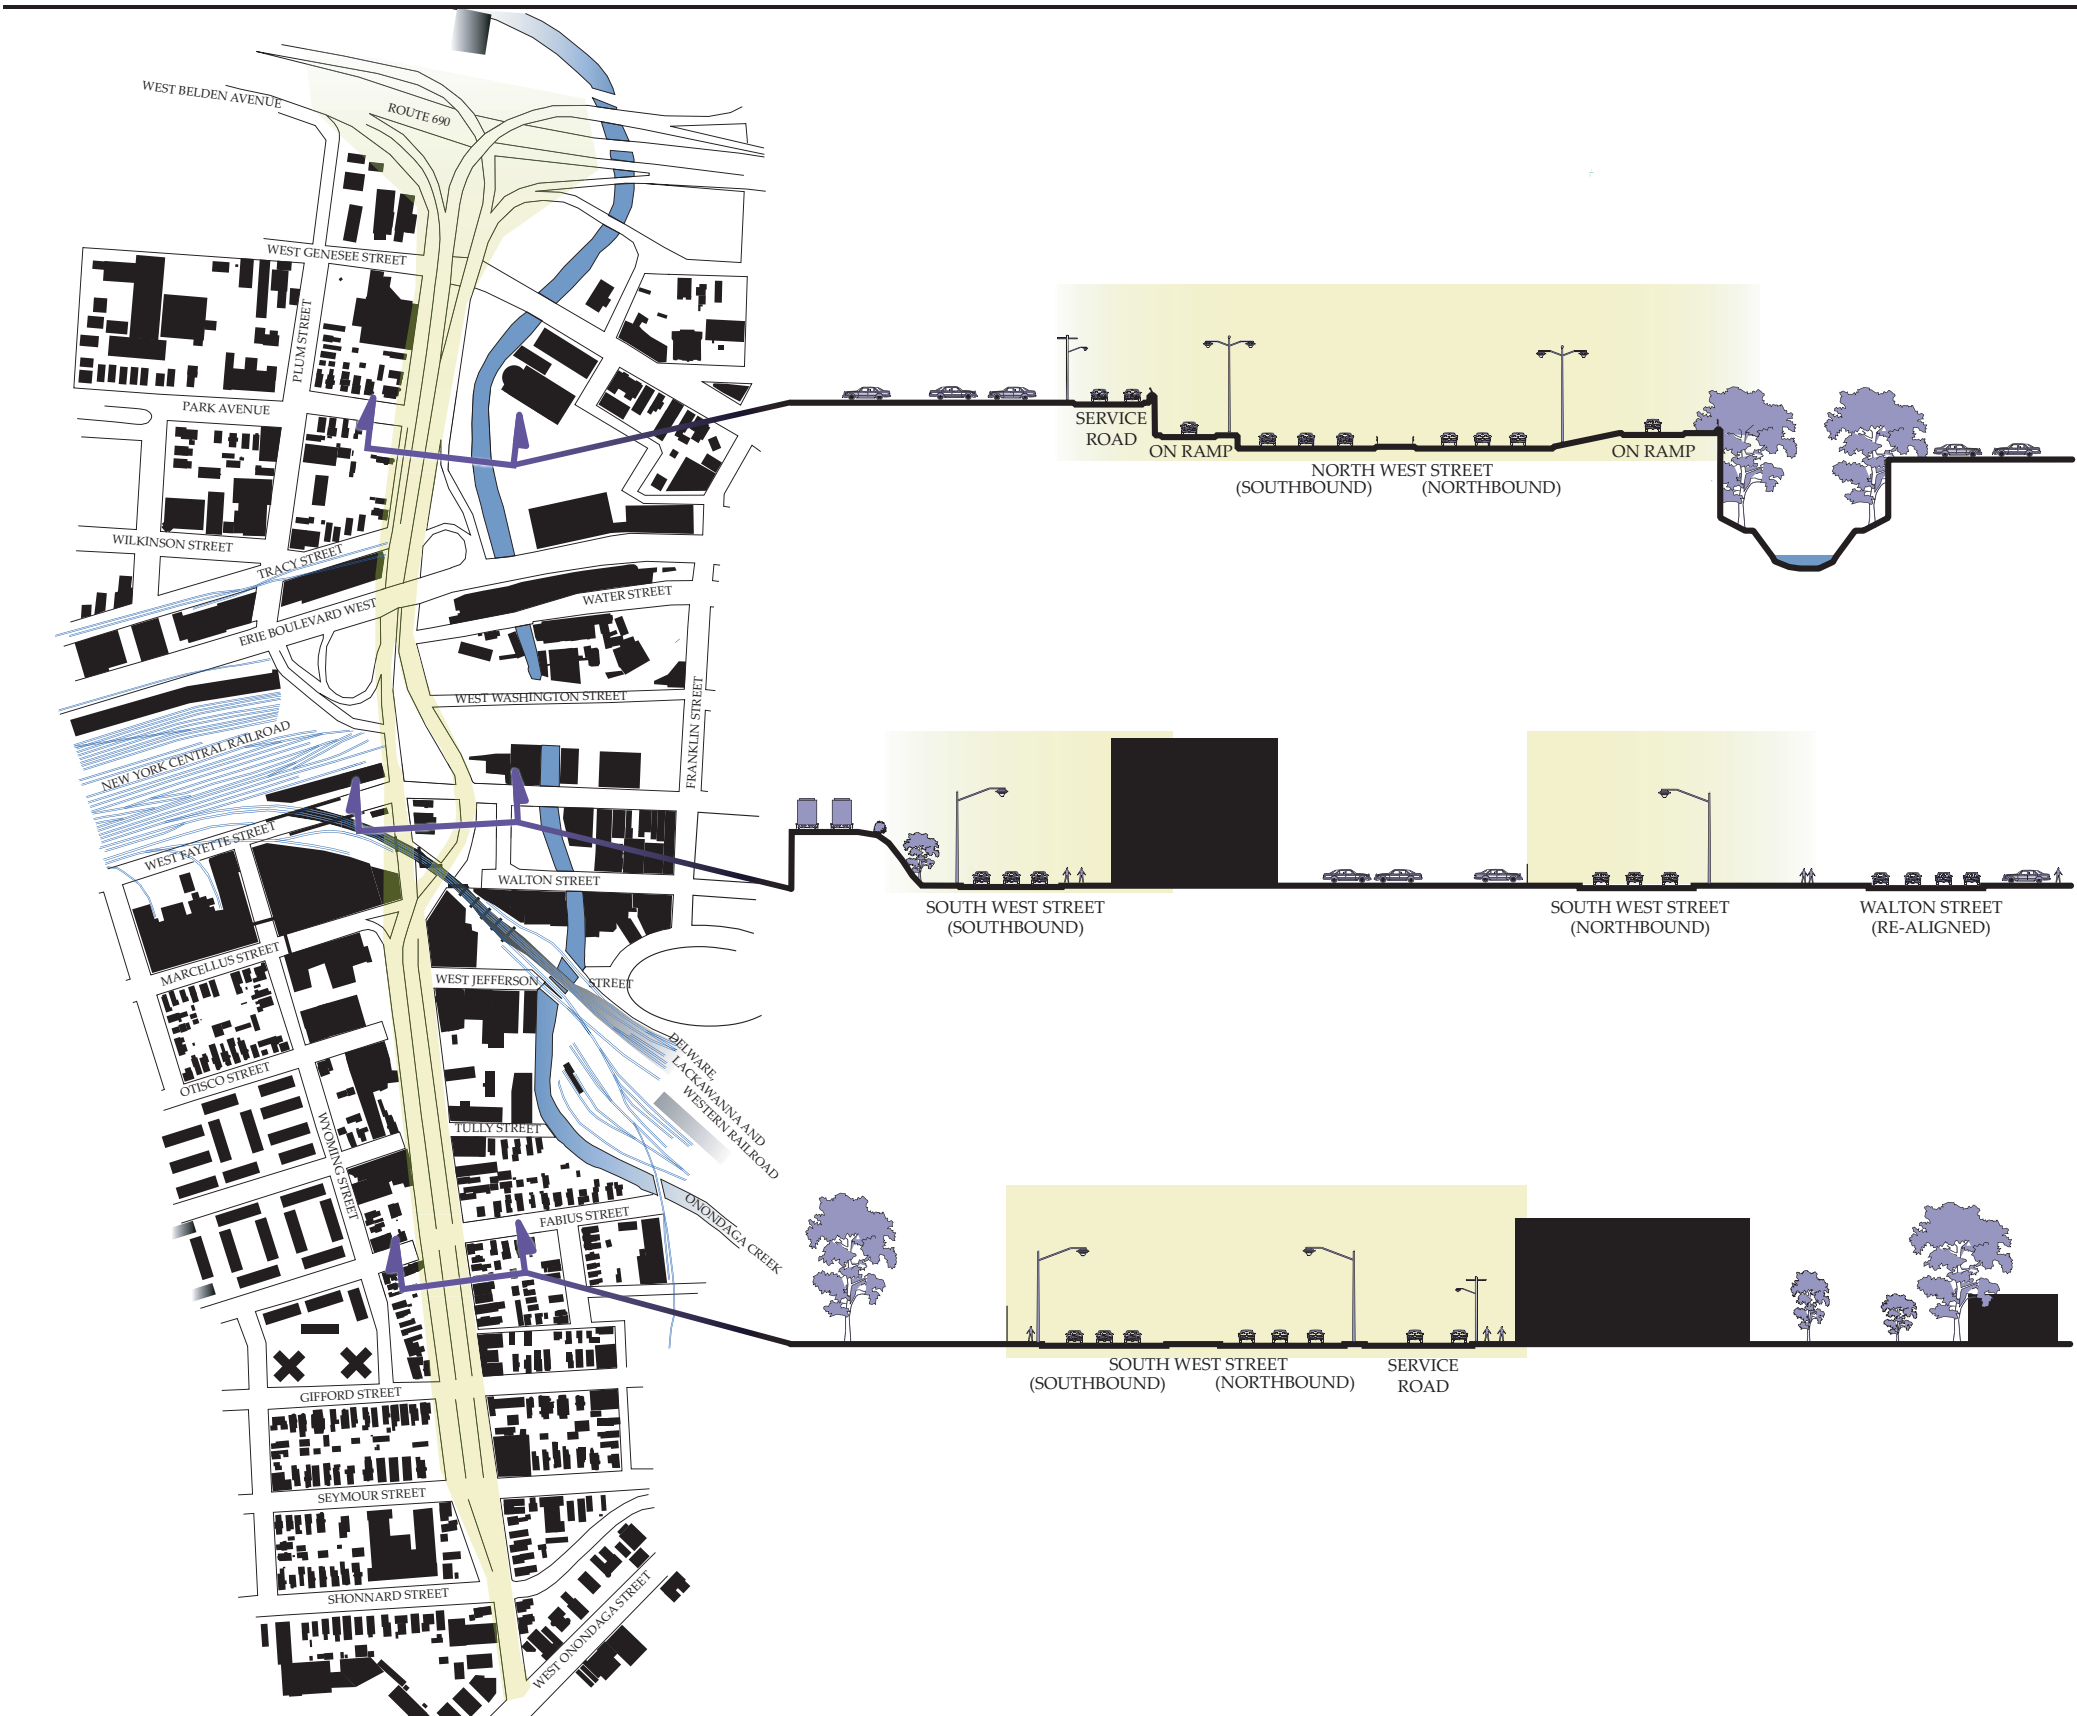 WEST BELDEN AVENUE
ROUTE 690
WEST GENESEE STREET
PLUM STREET
PARK AVENUE
WILKINSON STREET
TRACY STREET
ERIE BOULEVARD WEST
WATER STREET
WEST WASHINGTON STREET
FRANKLIN STREET
NEW YORK CENTRAL RAILROAD
WEST FAYETTE STREET
WALTON STREET
MARCELLUS STREET
WEST JEFFERSON
STREET
OTISCO STREET
DELWARE,
LACKAWANNA AND
WESTERN RAILROAD
WYOMING STREET
TULLY STREET
FABIUS STREET
ONONDAGA CREEK
GIFFORD STREET
SEYMOUR STREET
SHONNARD STREET
WEST ONONDAGA STREET
SERVICE
ROAD
ON RAMP
NORTH WEST STREET
(SOUTHBOUND)
(NORTHBOUND)
ON RAMP
SOUTH WEST STREET
(SOUTHBOUND)
SOUTH WEST STREET
(NORTHBOUND)
WALTON STREET
(RE-ALIGNED)
SOUTH WEST STREET
(SOUTHBOUND)
(NORTHBOUND)
SERVICE
ROAD